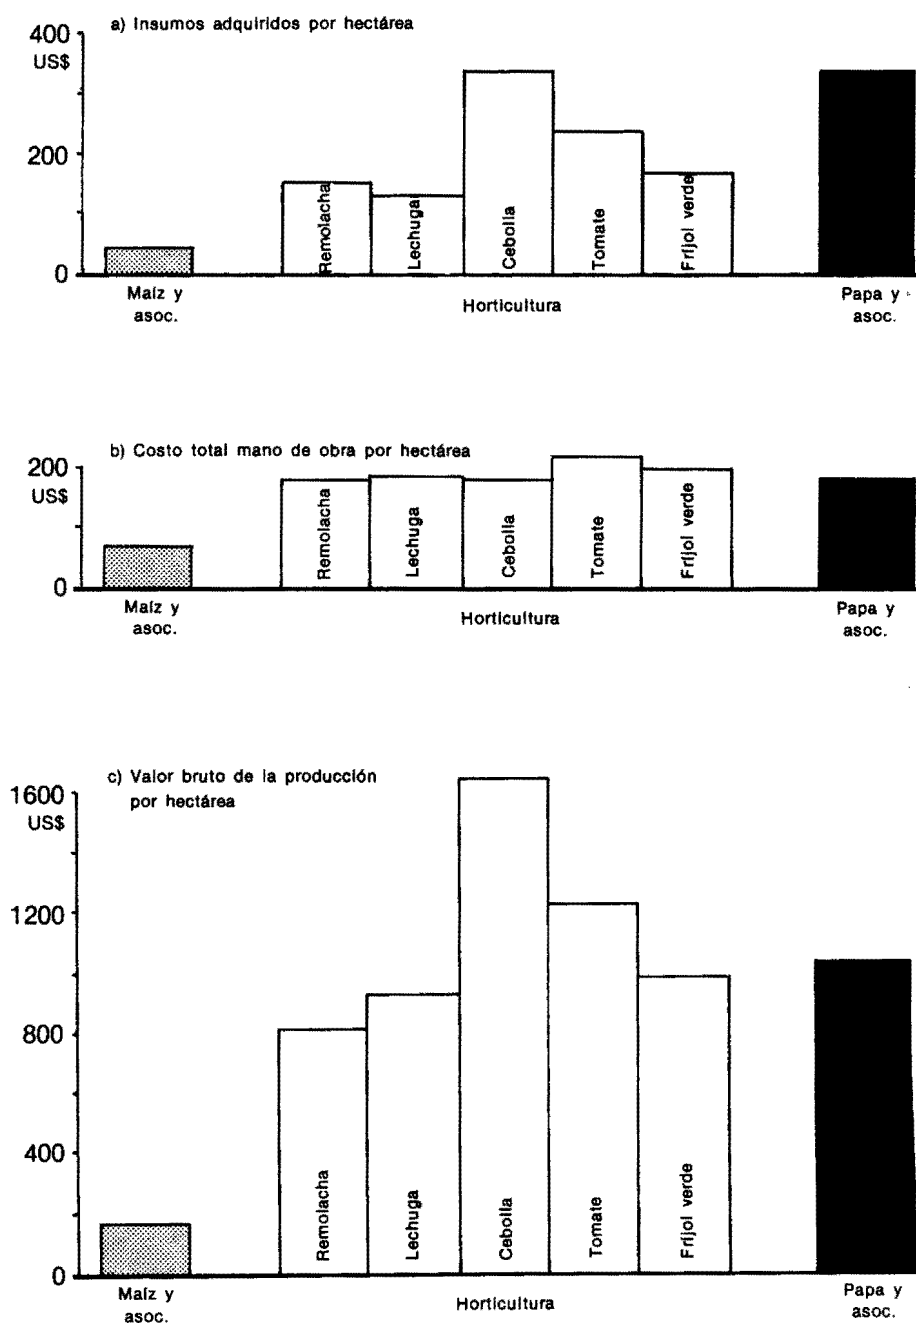 a) Insumos adquiridos por hectárea
400
US$
200
0
Remolacha
Lechuga
Cebolla
Tomate
Fríjol verde
Maíz y
asoc.
Horticultura
Papa y
asoc.
b) Costo total mano de obra por hectárea
200
US$
0
Remolacha
Lechuga
Cebolla
Tomate
Fríjol verde
Maíz y
asoc.
Horticultura
Papa y
asoc.
c) Valor bruto de la producción
por hectárea
1600
US$
1200
800
400
0
Remolacha
Lechuga
Cebolla
Tomate
Fríjol verde
Maíz y
asoc.
Horticultura
Papa y
asoc.